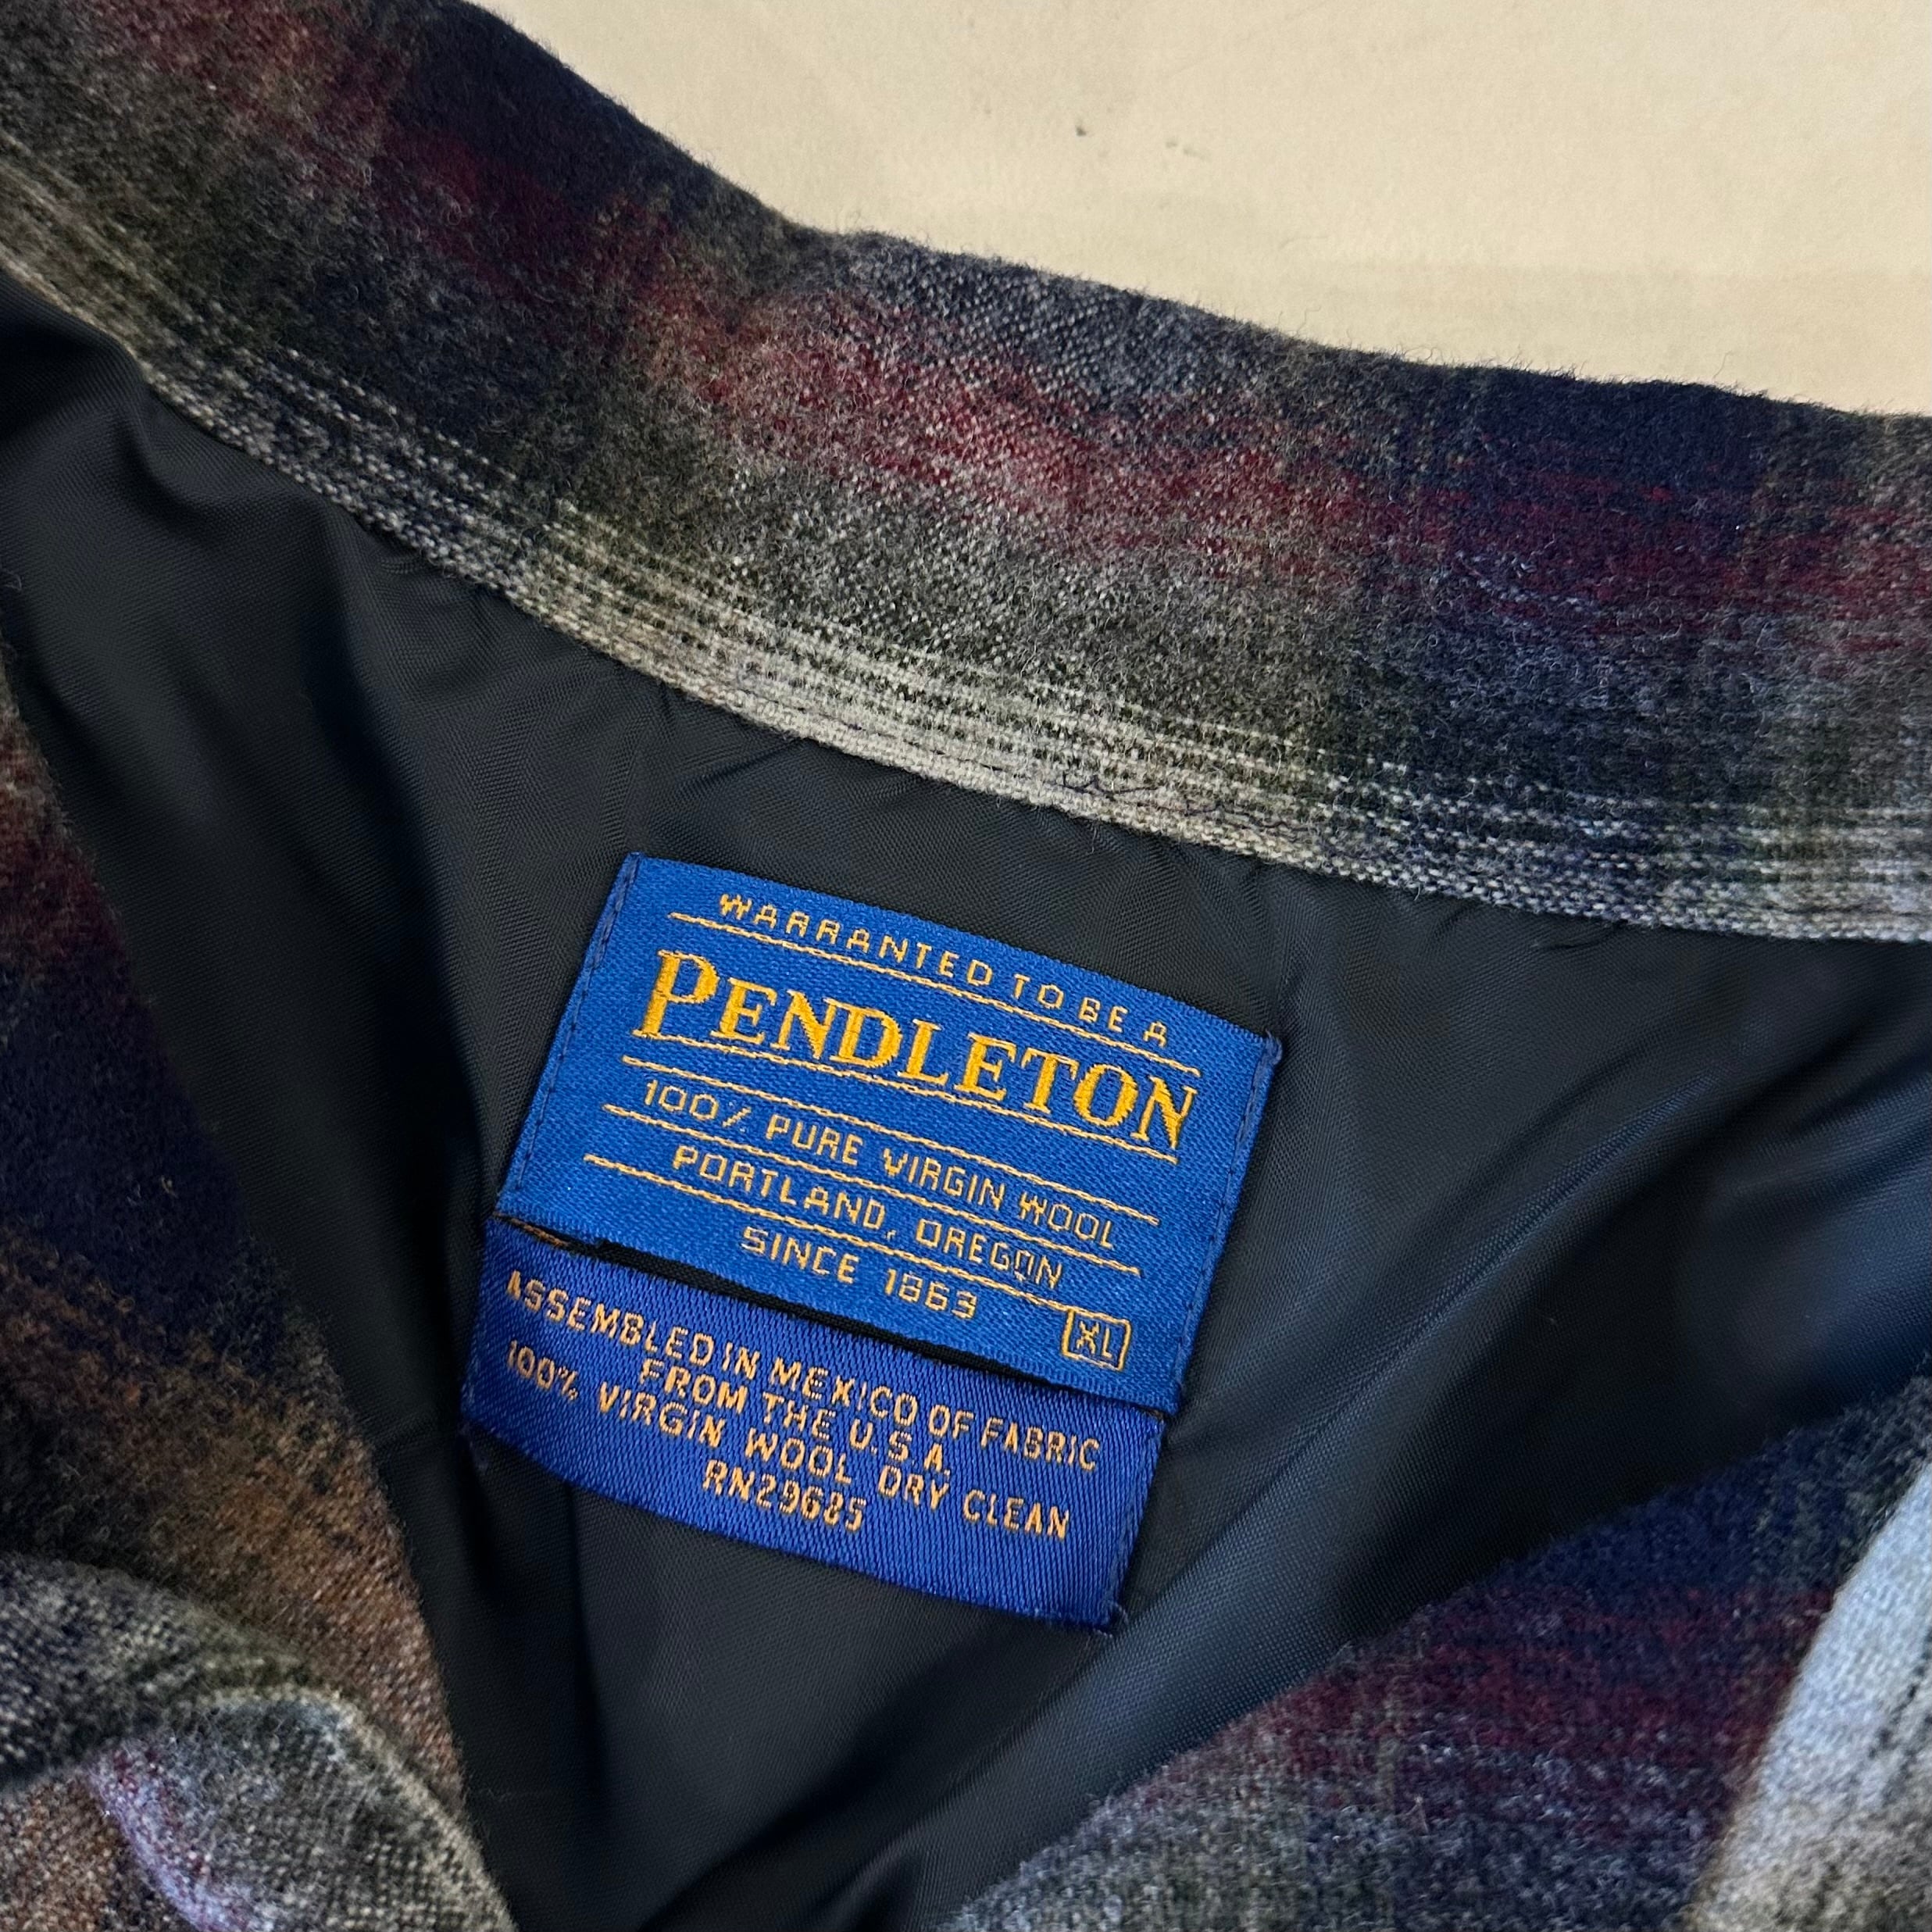 WARRANTED TO BE A
PENDLETON
100% PURE VIRGIN WOOL
PORTLAND, OREGON
SINCE 1863
XL
ASSEMBLED IN MEXICO OF FABRIC
FROM THE U.S.A.
100% VIRGIN WOOL DRY CLEAN
RN29685